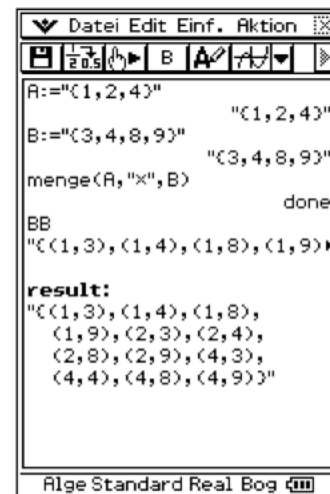 Datei Edit Einf. Aktion
B
A:="{1,2,4}"
"{1,2,4}"
B:="{3,4,8,9}"
"{3,4,8,9}"
menge(A,"×",B)
done
BB
"{(1,3),(1,4),(1,8),(1,9)
result:
"{(1,3),(1,4),(1,8),
(1,9),(2,3),(2,4),
(2,8),(2,9),(4,3),
(4,4),(4,8),(4,9)}"
Alge Standard Real Bog